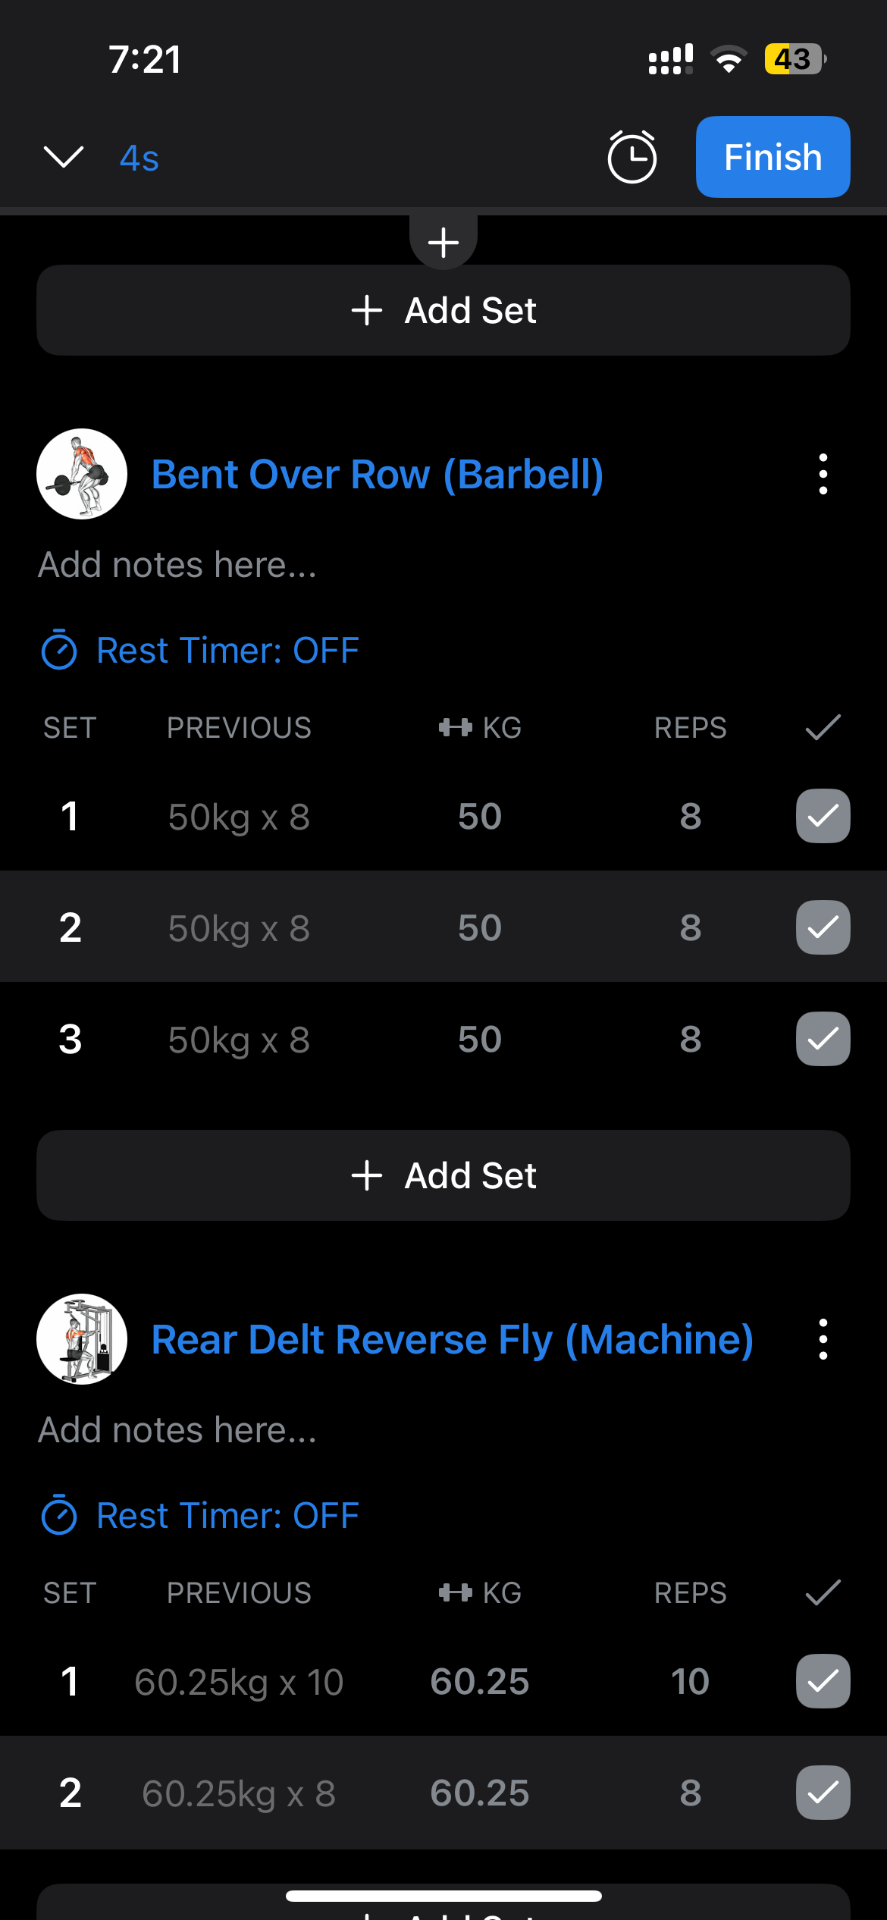 7:21 43
4s Finish
+
+ Add Set
Bent Over Row (Barbell)
Add notes here...
Rest Timer: OFF
SET PREVIOUS KG REPS
1 50kg x 8 50 8
2 50kg x 8 50 8
3 50kg x 8 50 8
+ Add Set
Rear Delt Reverse Fly (Machine)
Add notes here...
Rest Timer: OFF
SET PREVIOUS KG REPS
1 60.25kg x 10 60.25 10
2 60.25kg x 8 60.25 8